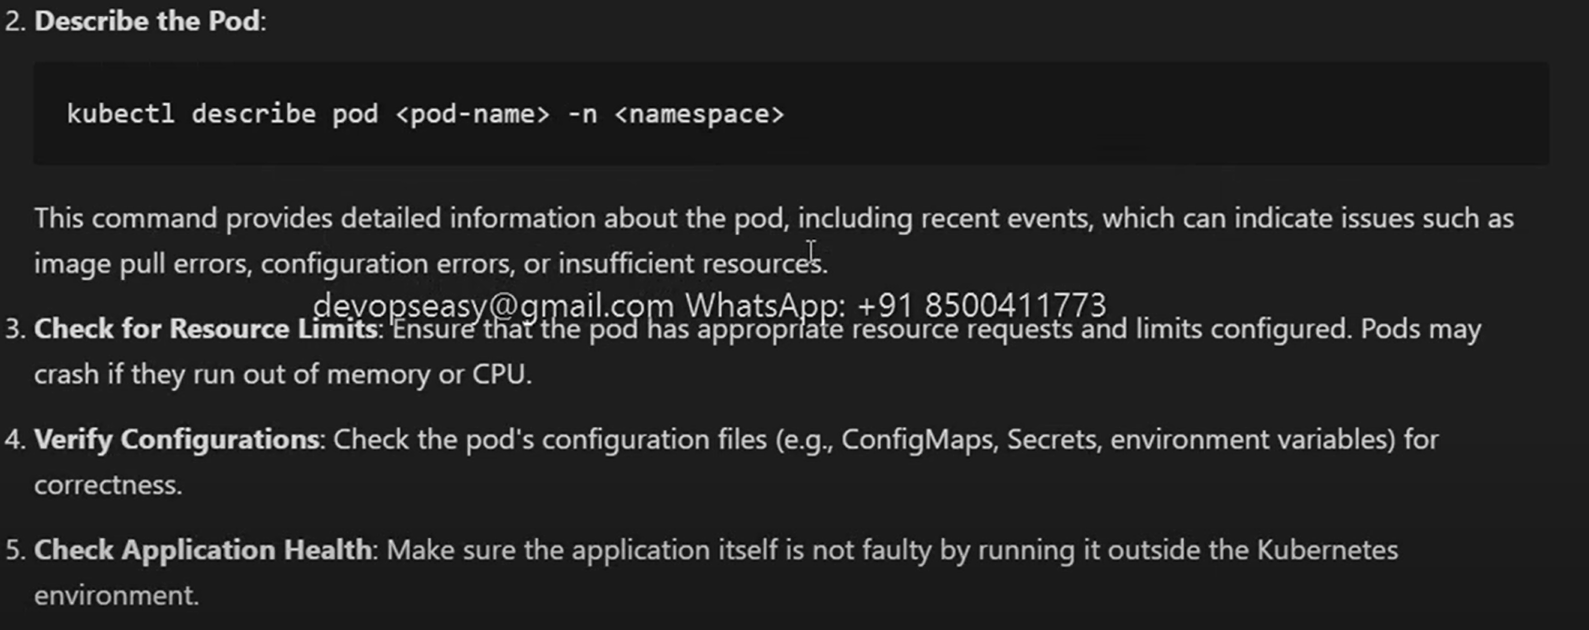 2. Describe the Pod:
kubectl describe pod <pod-name> -n <namespace>
This command provides detailed information about the pod, including recent events, which can indicate issues such as
image pull errors, configuration errors, or insufficient resources.
devopseasy@gmail.com WhatsApp: +91 8500411773
3. Check for Resource Limits: Ensure that the pod has appropriate resource requests and limits configured. Pods may
crash if they run out of memory or CPU.
4. Verify Configurations: Check the pod's configuration files (e.g., ConfigMaps, Secrets, environment variables) for
correctness.
5. Check Application Health: Make sure the application itself is not faulty by running it outside the Kubernetes
environment.